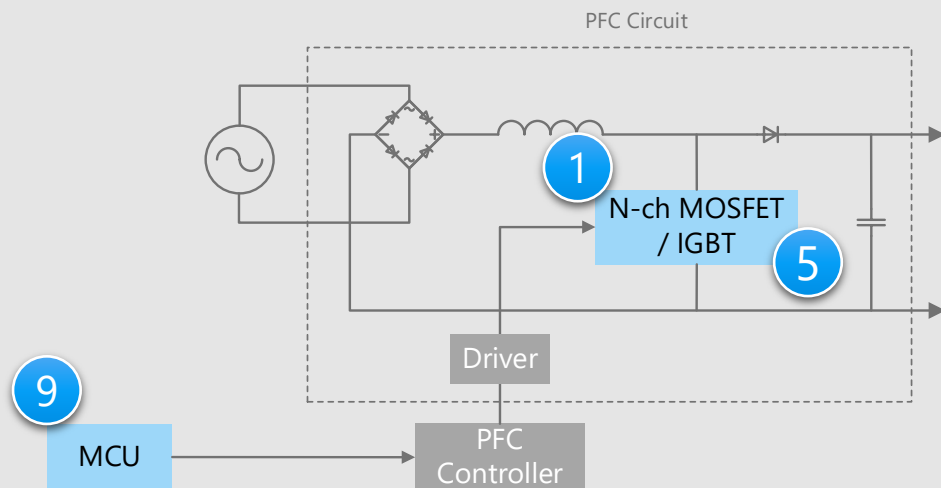 PFC Circuit
1
N-ch MOSFET
/ IGBT
5
Driver
9
MCU
PFC
Controller